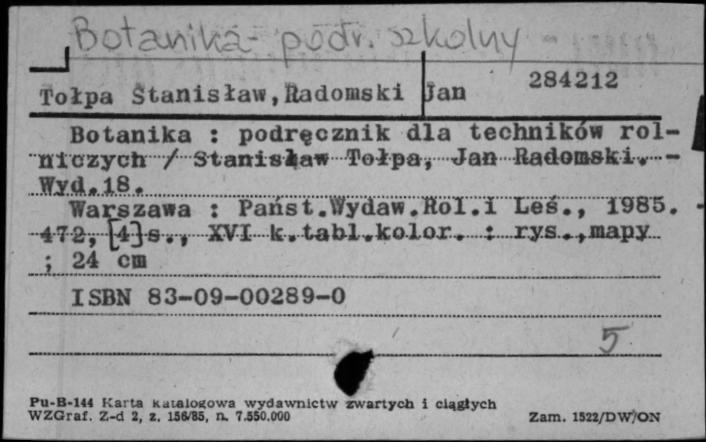 Botanika - podr. szkolny -
284212
Tołpa Stanisław,Radomski Jan
Botanika : podręcznik dla techników rol-
niczych / Stanisław Tołpa, Jan Radomski. -
Wyd.18.
Warszawa : Państ.Wydaw.Rol.i Leś., 1985. -
472, [4]s., XVI k.tabl.kolor. : rys.,mapy
; 24 cm
ISBN 83-09-00289-0
5
Pu-B-144 Karta katalogowa wydawnictw zwartych i ciągłych
WZGraf. Z-d 2, z. 156/85, n. 7.550.000
Zam. 1522/DW/ON